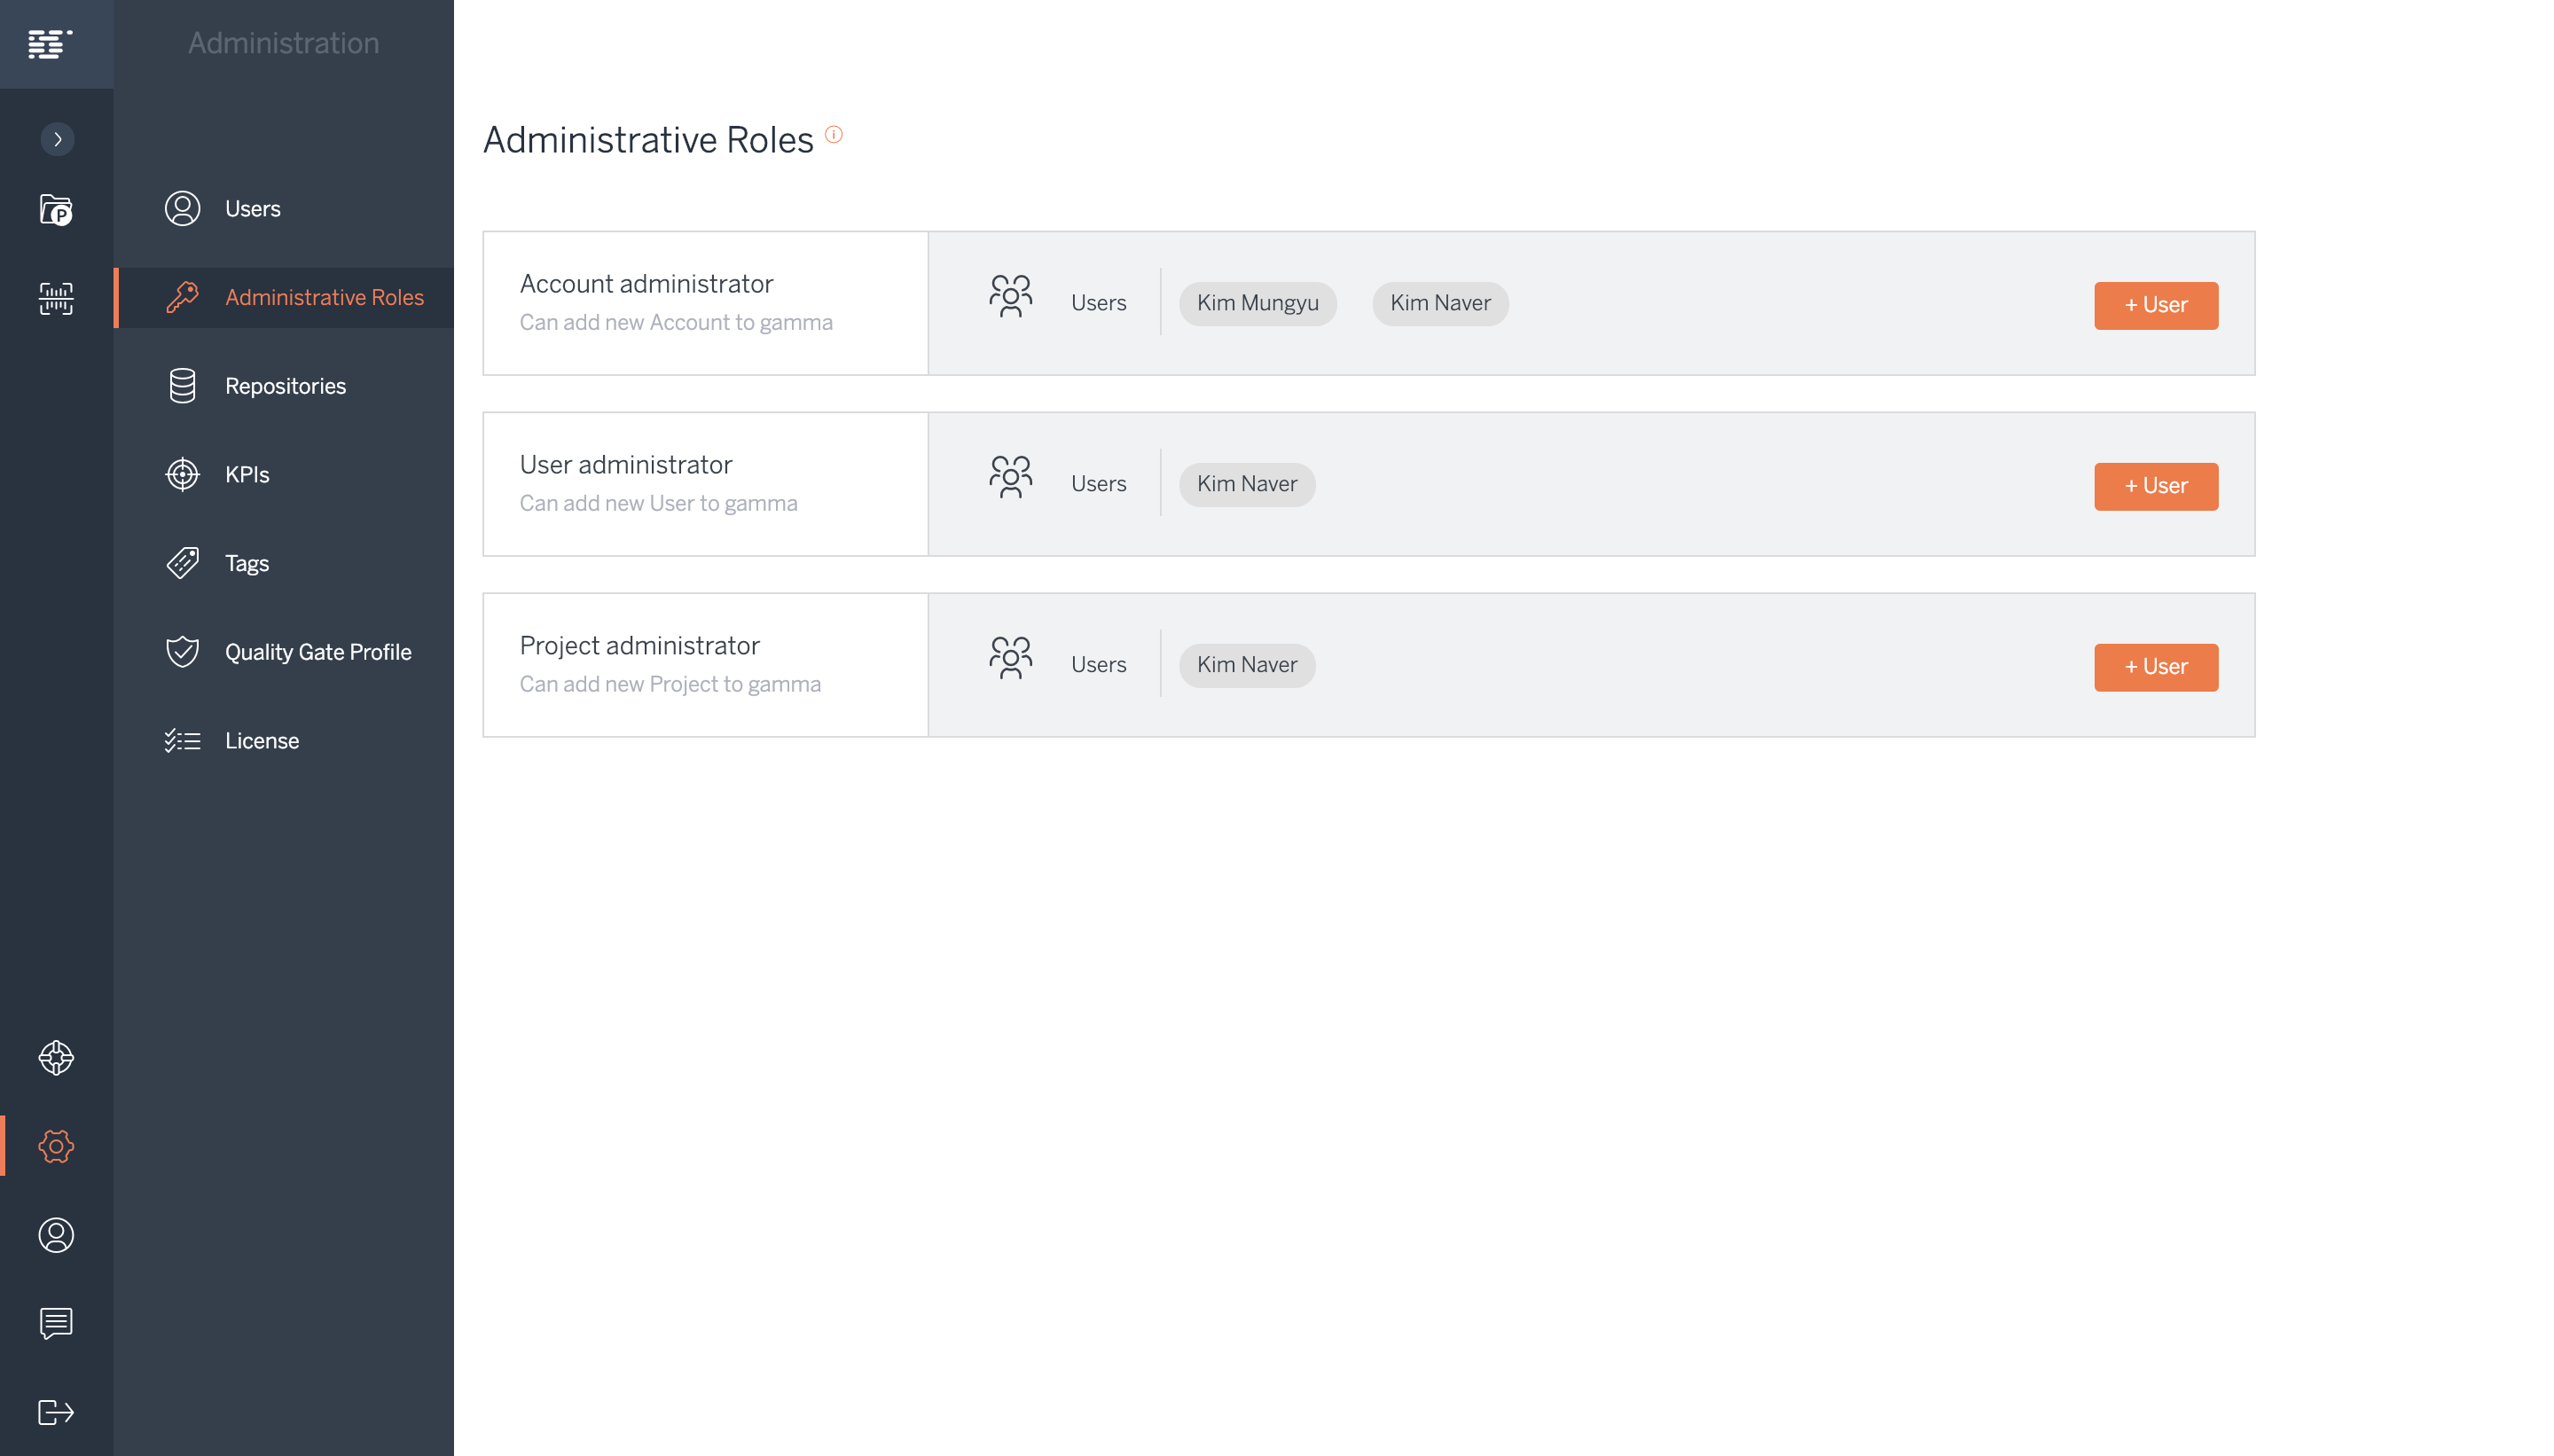 Administration
Users
Administrative Roles
Repositories
KPIs
Tags
Quality Gate Profile
License
Administrative Roles
Account administrator
Can add new Account to gamma
Users
Kim Mungyu
Kim Naver
+ User
User administrator
Can add new User to gamma
Users
Kim Naver
+ User
Project administrator
Can add new Project to gamma
Users
Kim Naver
+ User